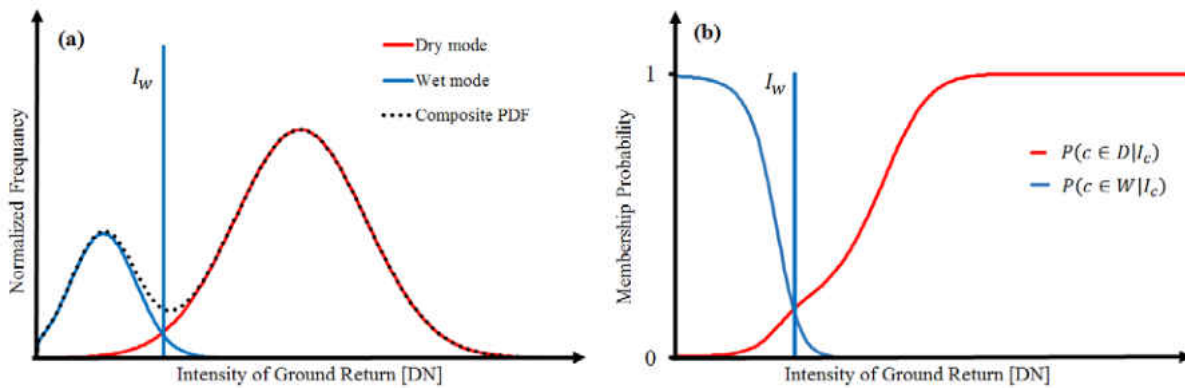 (a)
I_w
Dry mode
Wet mode
Composite PDF
Normalized Frequancy
Intensity of Ground Return [DN]
(b)
1
I_w
P(c ∈ D|I_c)
P(c ∈ W|I_c)
Membership Probability
0
Intensity of Ground Return [DN]